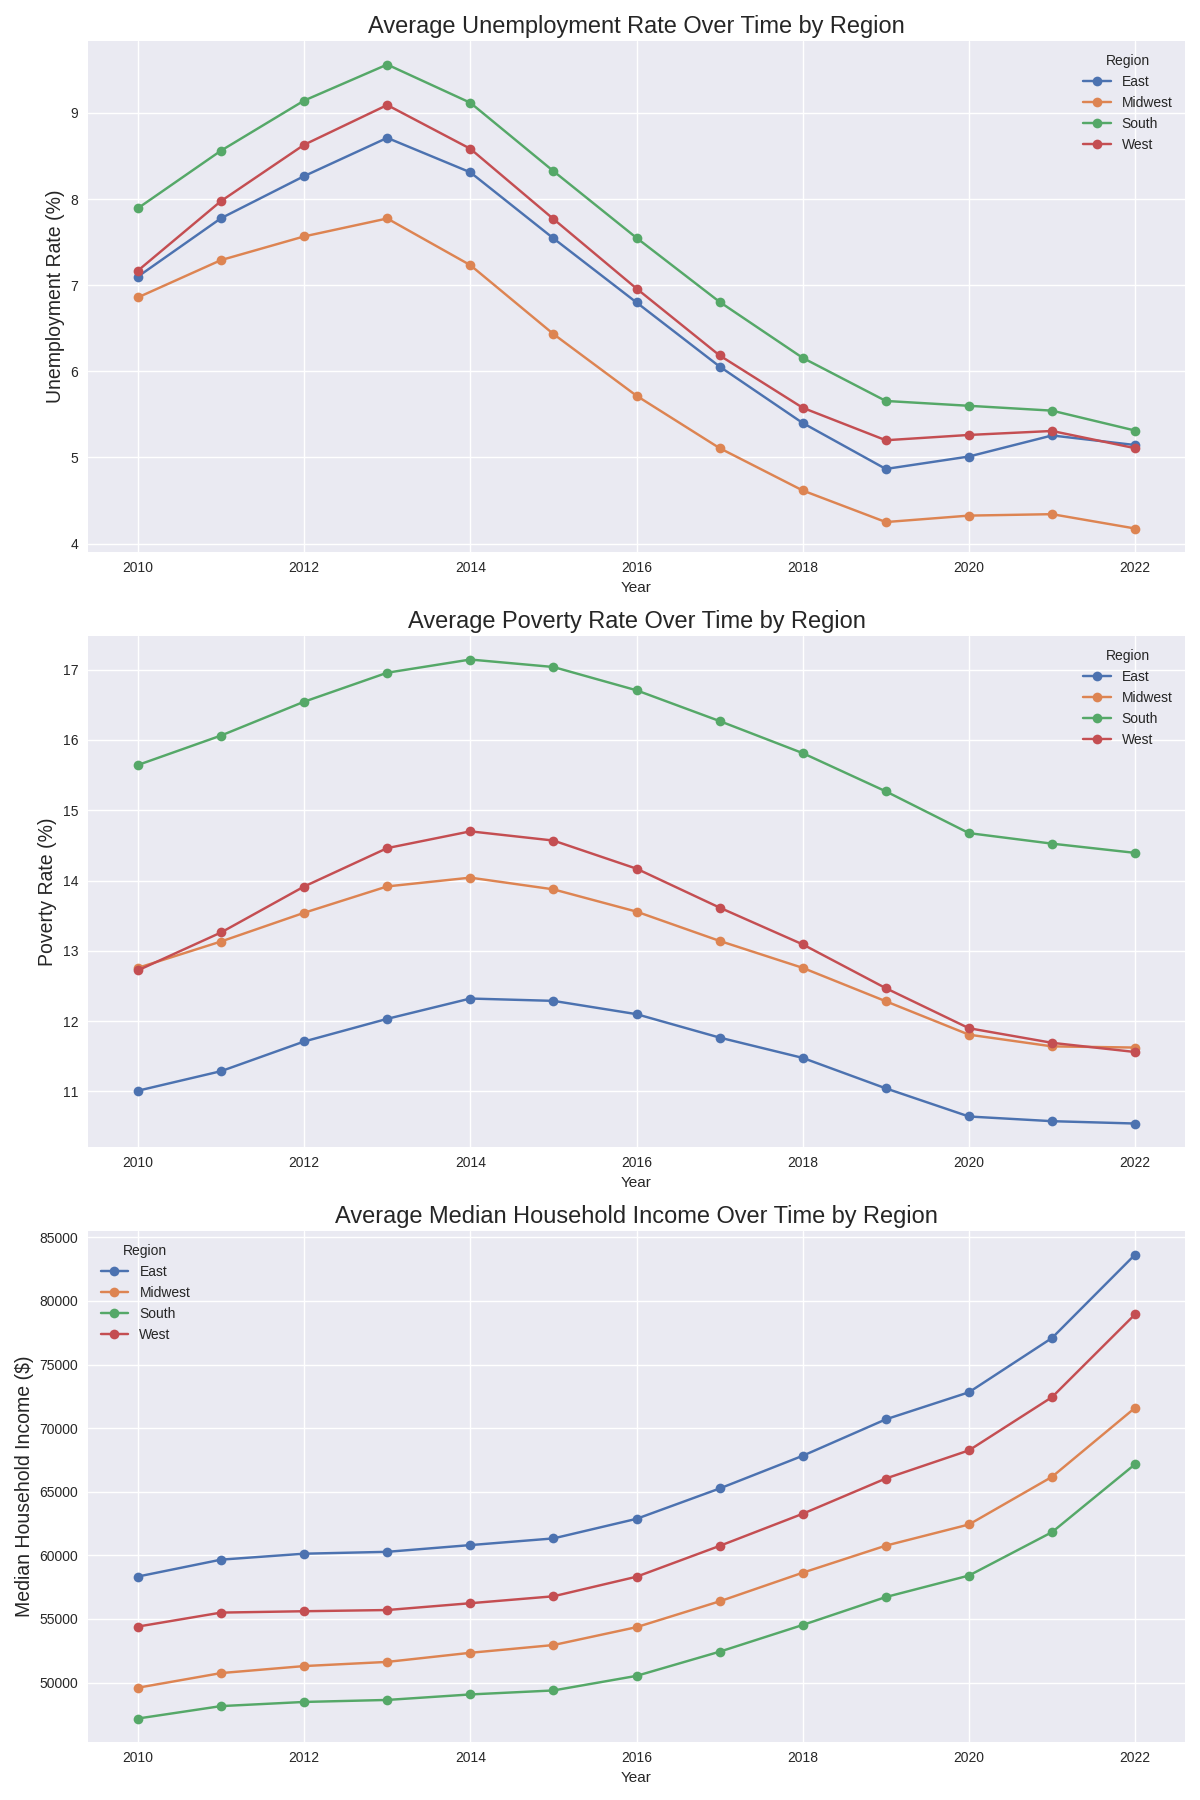 Average Unemployment Rate Over Time by Region
Unemployment Rate (%)
9
8
7
6
5
4
Region
East
Midwest
South
West
2010 2012 2014 2016 2018 2020 2022
Year
Average Poverty Rate Over Time by Region
Poverty Rate (%)
17
16
15
14
13
12
11
Region
East
Midwest
South
West
2010 2012 2014 2016 2018 2020 2022
Year
Average Median Household Income Over Time by Region
Median Household Income ($)
85000
80000
75000
70000
65000
60000
55000
50000
Region
East
Midwest
South
West
2010 2012 2014 2016 2018 2020 2022
Year